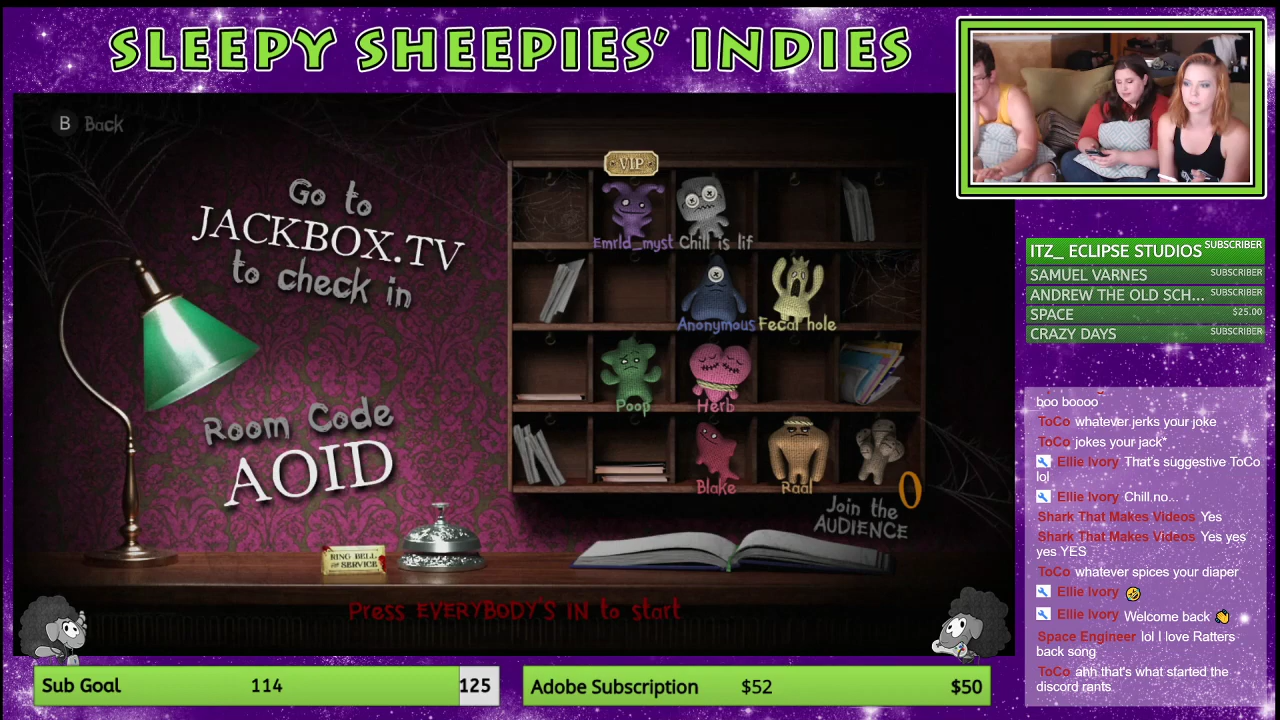 SLEEPY SHEEPIES' INDIES
B Back
Go to
JACKBOX.TV
to check in
Room Code
AOID
RING BELL
FOR SERVICE
VIP
Emrld_myst Chill is lif
Anonymous Fecal hole
Poop Herb
Blake Raal
0
Join the
AUDIENCE
Press EVERYBODY'S IN to start
ITZ_ ECLIPSE STUDIOS SUBSCRIBER
SAMUEL VARNES SUBSCRIBER
ANDREW THE OLD SCH... SUBSCRIBER
SPACE $25.00
CRAZY DAYS SUBSCRIBER
boo boooo
ToCo whatever jerks your joke
ToCo jokes your jack*
Ellie Ivory That's suggestive ToCo
lol
Ellie Ivory Chill no...
Shark That Makes Videos Yes
Shark That Makes Videos Yes yes
yes YES
ToCo whatever spices your diaper
Ellie Ivory
Ellie Ivory Welcome back
Space Engineer lol I love Ratters
back song
ToCo ahh that's what started the
discord rants
Sub Goal 114 125
Adobe Subscription $52 $50